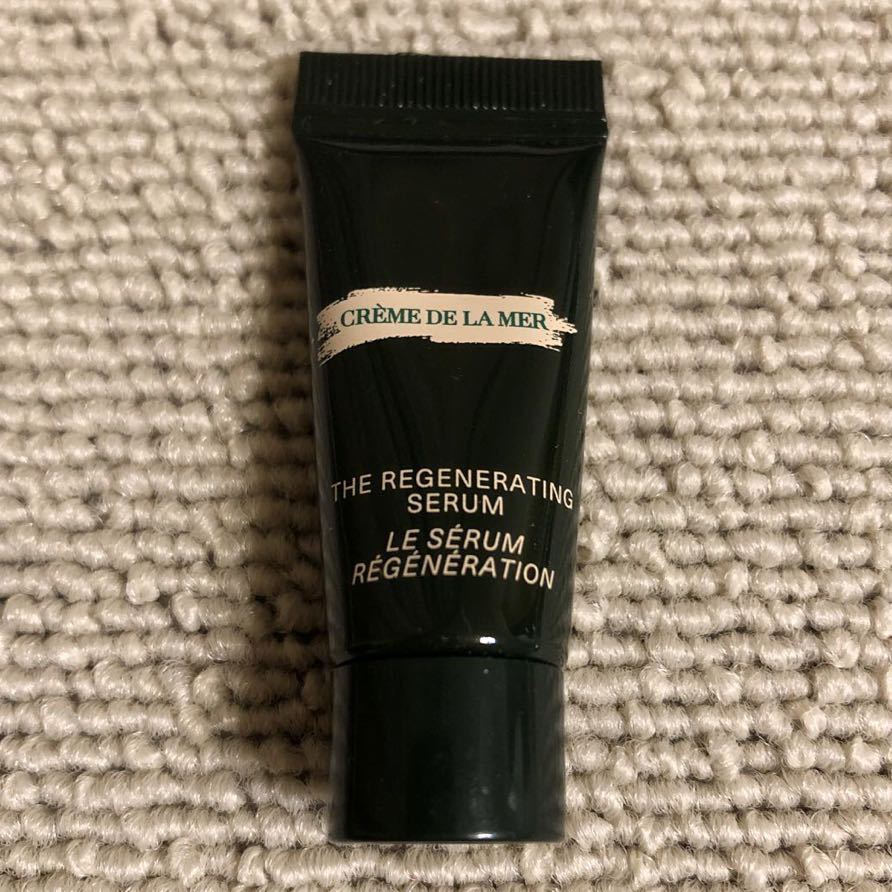 CRÈME DE LA MER
THE REGENERATING
SERUM
LE SÉRUM
RÉGÉNÉRATION